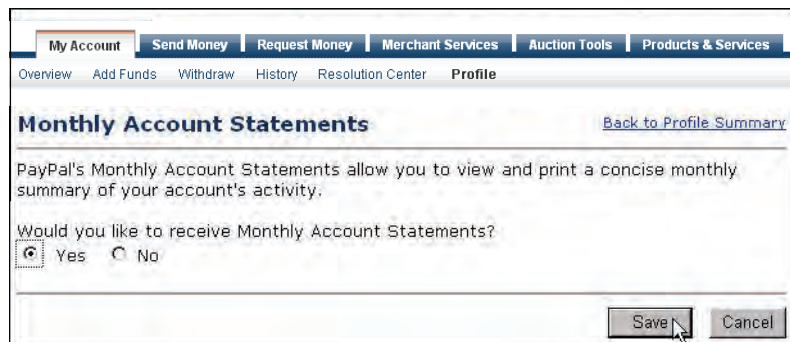 My Account Send Money Request Money Merchant Services Auction Tools Products & Services
Overview Add Funds Withdraw History Resolution Center Profile
Monthly Account Statements Back to Profile Summary
PayPal's Monthly Account Statements allow you to view and print a concise monthly
summary of your account's activity.
Would you like to receive Monthly Account Statements?
Yes No
Save Cancel